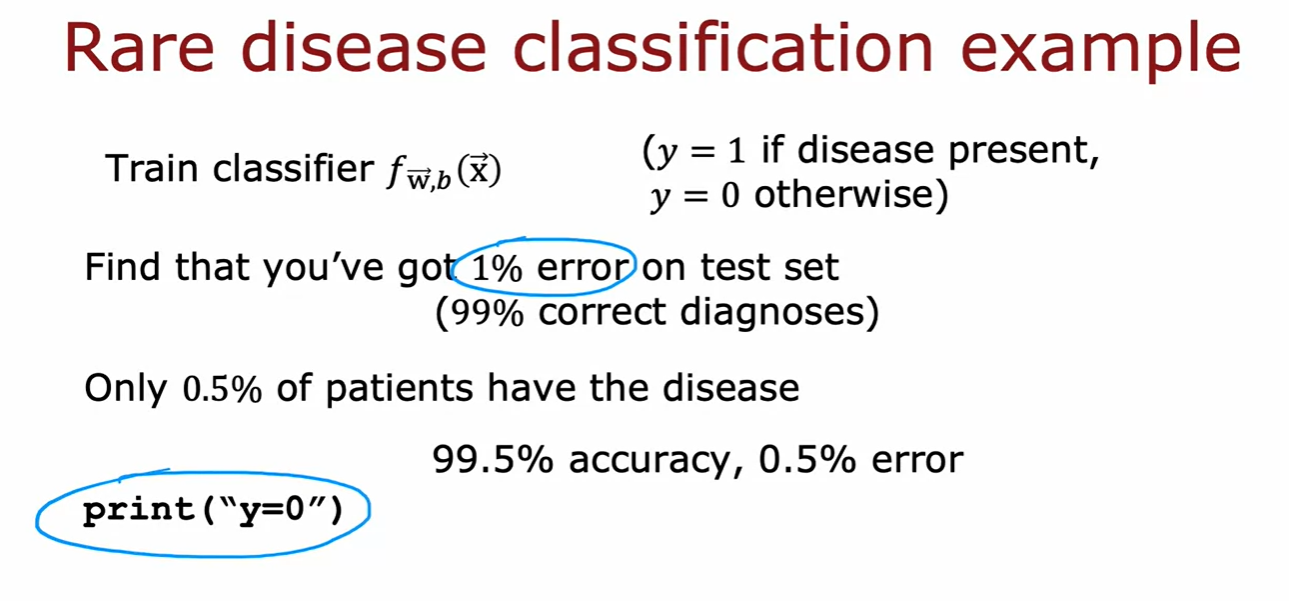 Rare disease classification example
Train classifier f_{\vec{w},b}(\vec{x})
(y = 1 if disease present,
y = 0 otherwise)
Find that you’ve got 1% error on test set
(99% correct diagnoses)
Only 0.5% of patients have the disease
99.5% accuracy, 0.5% error
print(“y=0”)